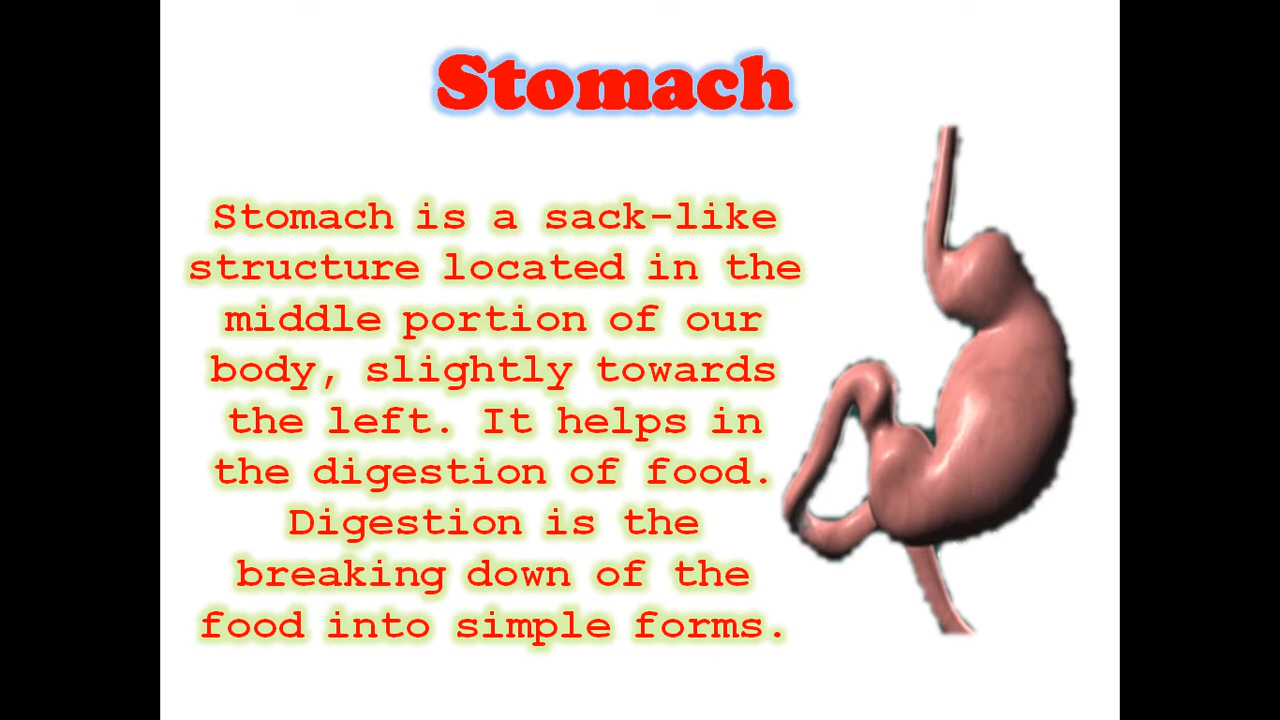 Stomach
Stomach is a sack-like
structure located in the
middle portion of our
body, slightly towards
the left. It helps in
the digestion of food.
Digestion is the
breaking down of the
food into simple forms.